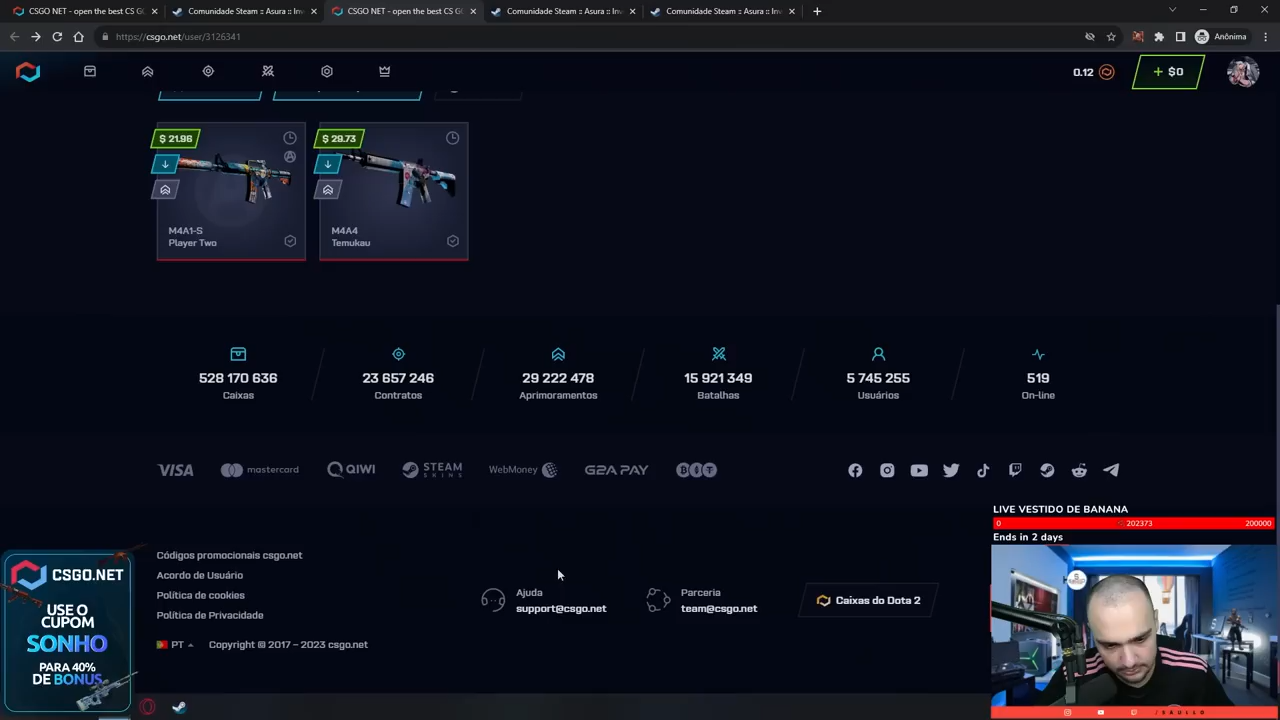 CSGO NET - open the best CS G
Comunidade Steam :: Asura :: Inv
CSGO NET - open the best CS G
Comunidade Steam :: Asura :: Inv
Comunidade Steam :: Asura :: Inv
https://csgo.net/user/3126341
Anônima
0.12
+ $0
$ 21.96
$ 29.73
M4A1-S
Player Two
M4A4
Temukau
528 170 636
23 657 246
29 222 478
15 921 349
5 745 255
519
Caixas
Contratos
Aprimoramentos
Batalhas
Usuários
On-line
VISA
mastercard
QIWI
STEAM
SKINS
WebMoney
G2A PAY
LIVE VESTIDO DE BANANA
0
202373
200000
Ends in 2 days
Códigos promocionais csgo.net
Acordo de Usuário
Política de cookies
Política de Privacidade
PT
Copyright © 2017 – 2023 csgo.net
Ajuda
support@csgo.net
Parceria
team@csgo.net
Caixas do Dota 2
CSGO.NET
USE O
CUPOM
SONHO
PARA 40%
DE BONUS